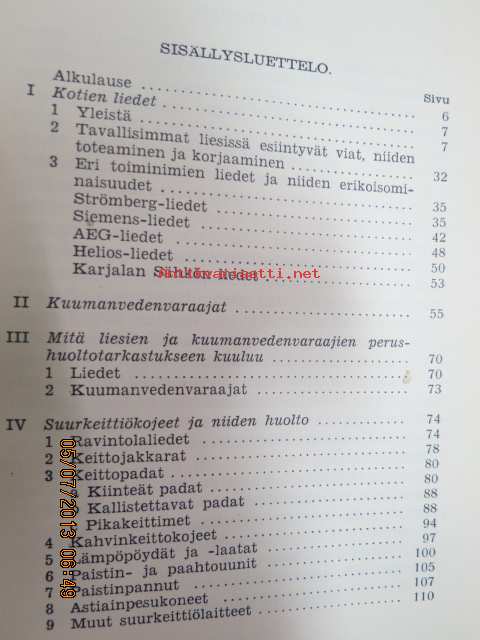 SISÄLLYSLUETTELO.
Sivu
Alkulause 6
I Kotien liedet 7
1 Yleistä 7
2 Tavallisimmat liesissä esiintyvät viat, niiden
toteaminen ja korjaaminen 32
3 Eri toiminimien liedet ja niiden erikoisomi-
naisuudet 35
Strömberg-liedet 35
Siemens-liedet 42
AEG-liedet 48
Helios-liedet 50
Karjalan Sähkön liedet 53
Antikvariaatti.net
II Kuumanvedenvaraajat 55
III Mitä liesien ja kuumanvedenvaraajien perus-
huoltotarkastukseen kuuluu 70
1 Liedet 70
2 Kuumanvedenvaraajat 73
IV Suurkeittiökojeet ja niiden huolto 74
1 Ravintolaliedet 74
2 Keittojakkarat 78
3 Keittopadat 80
a Kiinteät padat 80
Kallistettavat padat 88
Pikakeittimet 88
4 Kahvinkeittokojeet 94
5 Lämpöpöydät ja -laatat 97
6 Paistin- ja paahtouunit 100
7 Paistinpannut 105
8 Astiainpesukoneet 107
9 Muut suurkeittiölaitteet 110
05/07/2013 06:49